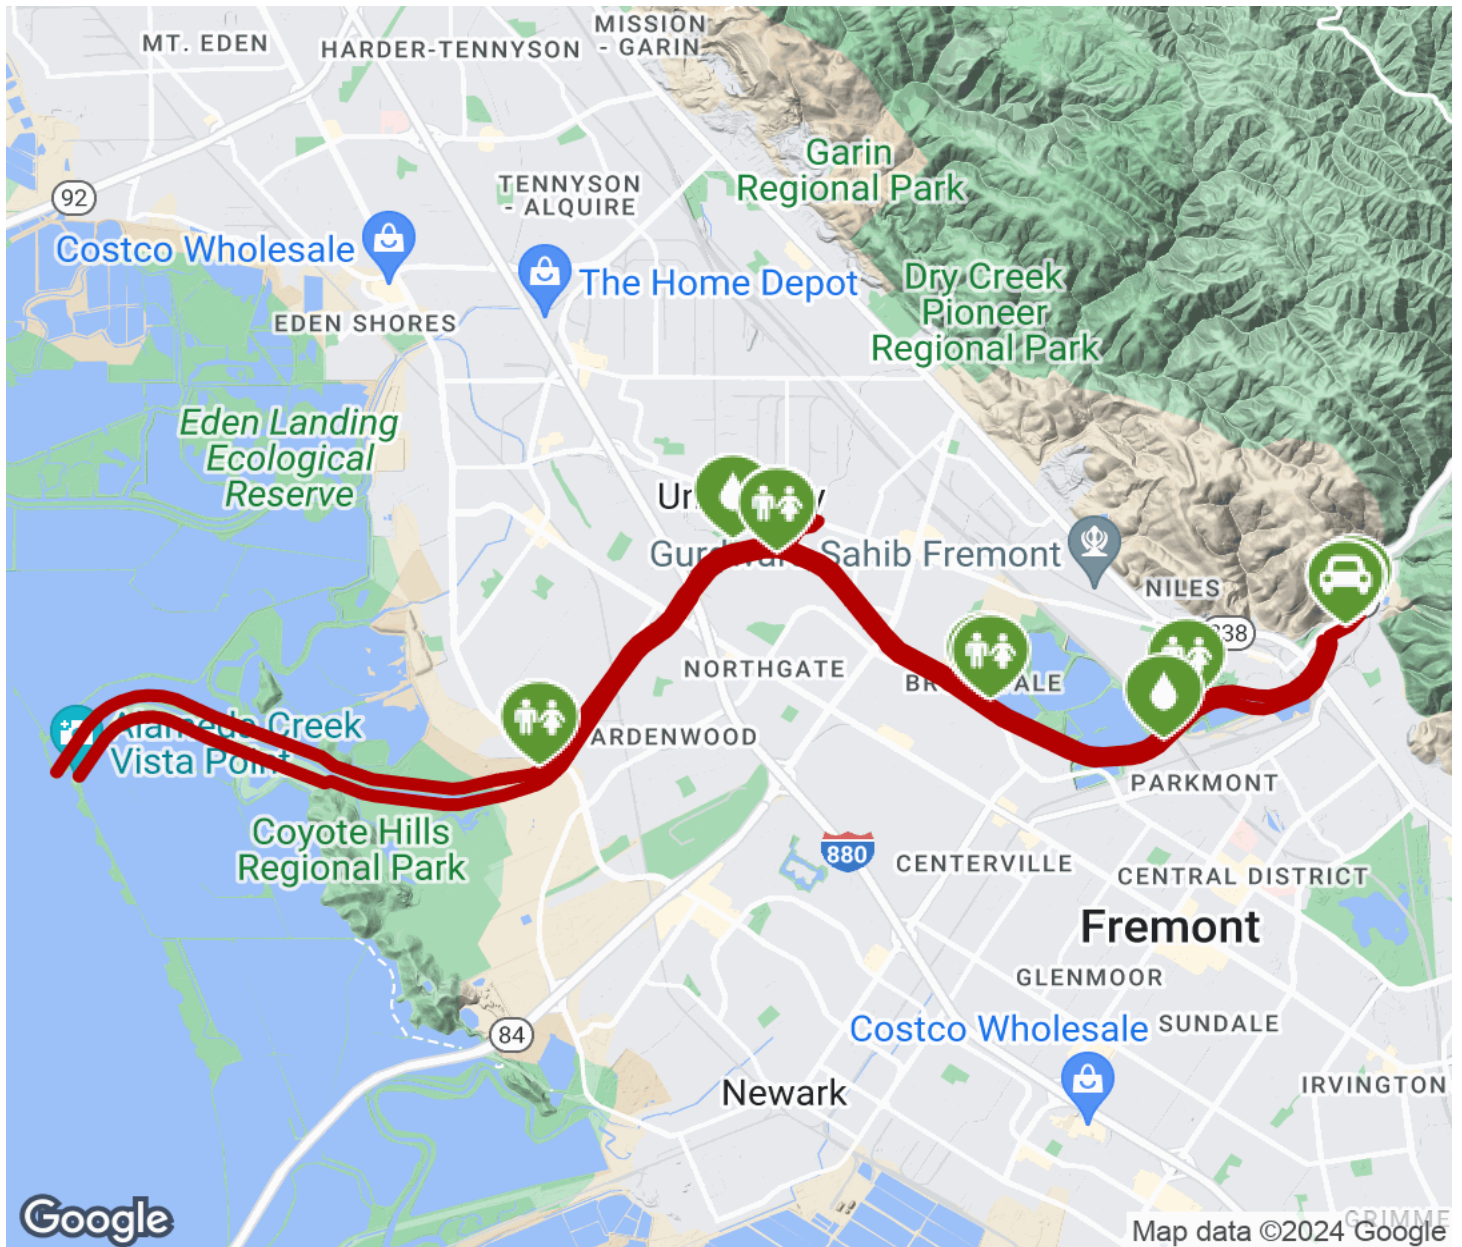 MISSION
- GARIN
MT. EDEN
HARDER-TENNYSON
Garin
Regional Park
TENNYSON
- ALQUIRE
92
Costco Wholesale
The Home Depot
Dry Creek
Pioneer
Regional Park
EDEN SHORES
Eden Landing
Ecological
Reserve
Sahib Fremont
NILES
NORTHGATE
ARDENWOOD
Alameda Creek
Vista Point
PARKMONT
Coyote Hills
Regional Park
880
CENTERVILLE
CENTRAL DISTRICT
Fremont
GLENMOOR
84
Costco Wholesale
SUNDALE
Newark
IRVINGTON
Google
GRIMME
Map data ©2024 Google